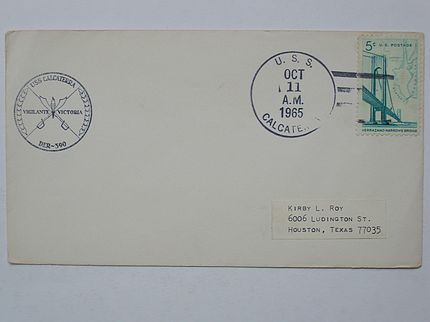 USS CALCATERRA
VIGILANTE VICTORIA
DER-390
U. S. S.
OCT
11
A.M.
1965
CALCATE
5c U.S. POSTAGE
VERRAZANO-NARROWS BRIDGE
KIRBY L. ROY
6006 LUDINGTON ST.
HOUSTON, TEXAS 77035